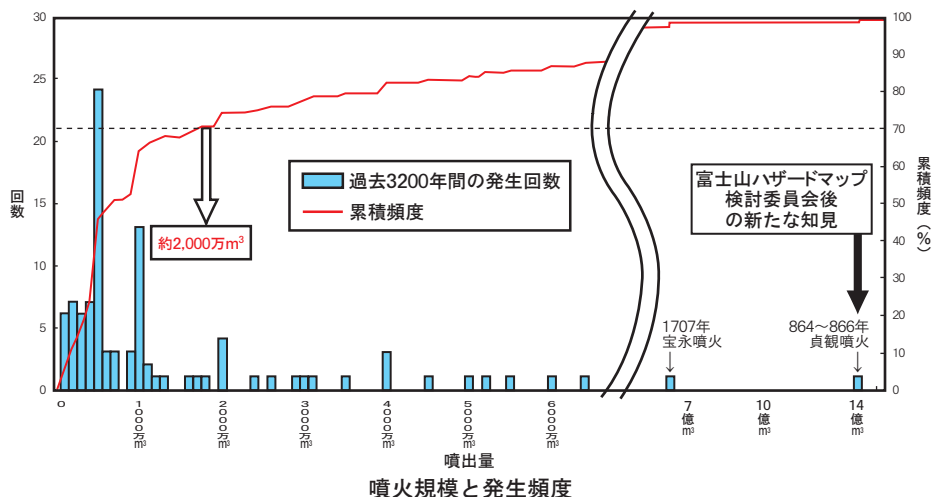 30
25
20
15
10
5
0
回数
100
90
80
70
60
50
40
30
20
10
0
累積頻度(%)
過去3200年間の発生回数
累積頻度
約2,000万m³
富士山ハザードマップ
検討委員会後
の新たな知見
1707年
宝永噴火
864〜866年
貞観噴火
0
1000万m³
2000万m³
3000万m³
4000万m³
5000万m³
6000万m³
7億m³
10億m³
14億m³
噴出量
噴火規模と発生頻度